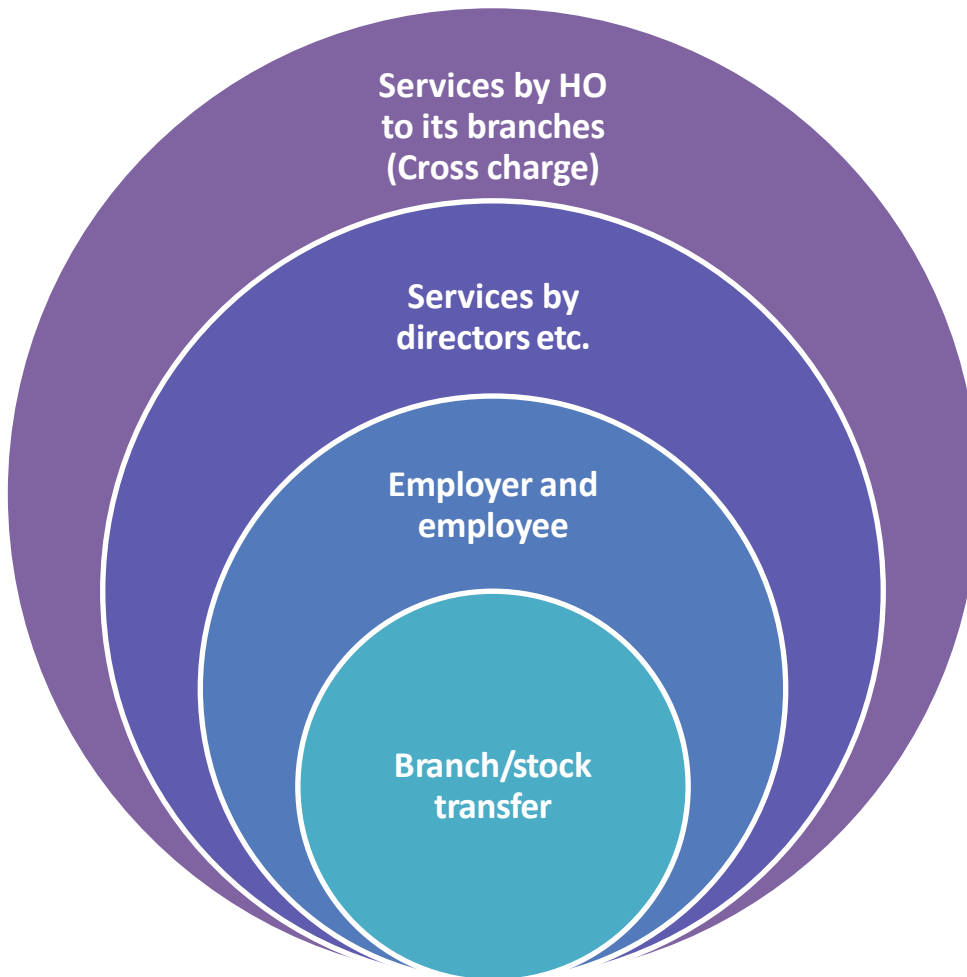 Services by HO
to its branches
(Cross charge)
Services by
directors etc.
Employer and
employee
Branch/stock
transfer